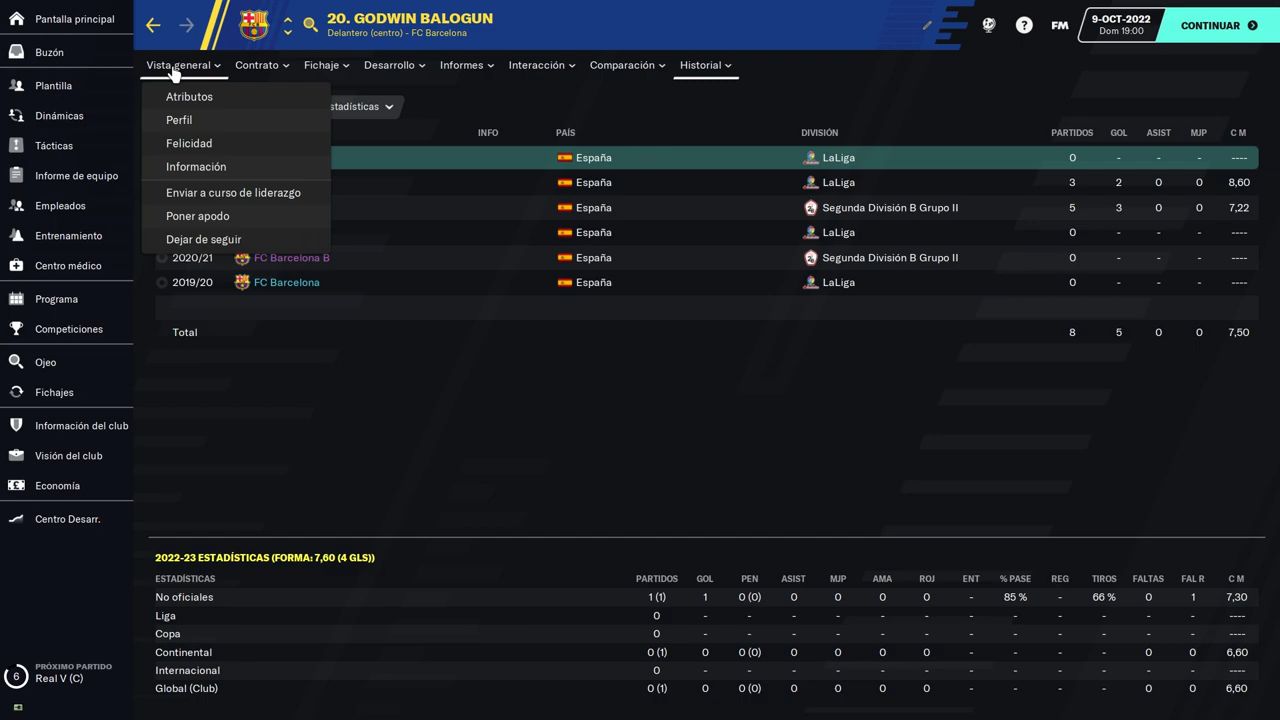 Pantalla principal
Buzón
Plantilla
Dinámicas
Tácticas
Informe de equipo
Empleados
Entrenamiento
Centro médico
Programa
Competiciones
Ojeo
Fichajes
Información del club
Visión del club
Economía
Centro Desarr.
6
PRÓXIMO PARTIDO
Real V (C)
20. GODWIN BALOGUN
Delantero (centro) - FC Barcelona
?
FM
9-OCT-2022
Dom 19:00
CONTINUAR
Vista general Contrato Fichaje Desarrollo Informes Interacción Comparación Historial
Atributos
Perfil
Felicidad
Información
Enviar a curso de liderazgo
Poner apodo
Dejar de seguir
stadísticas
INFO PAÍS DIVISIÓN PARTIDOS GOL ASIST MJP C M
España LaLiga 0 - - - ----
España LaLiga 3 2 0 0 8,60
España Segunda División B Grupo II 5 3 0 0 7,22
España LaLiga 0 - - - ----
2020/21 FC Barcelona B España Segunda División B Grupo II 0 - - - ----
2019/20 FC Barcelona España LaLiga 0 - - - ----
Total 8 5 0 0 7,50
2022-23 ESTADÍSTICAS (FORMA: 7,60 (4 GLS))
ESTADÍSTICAS PARTIDOS GOL PEN ASIST MJP AMA ROJ ENT % PASE REG TIROS FALTAS FAL R C M
No oficiales 1 (1) 1 0 (0) 0 0 0 0 - 85 % - 66 % 0 1 7,30
Liga 0 - - - - - - - - - - - - ----
Copa 0 - - - - - - - - - - - - ----
Continental 0 (1) 0 0 (0) 0 0 0 0 - - - - 0 0 6,60
Internacional 0 - - - - - - - - - - - - ----
Global (Club) 0 (1) 0 0 (0) 0 0 0 0 - - - - 0 0 6,60